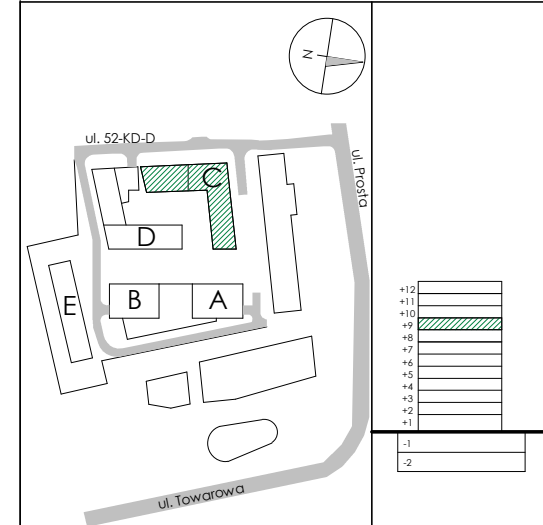 N
ul. 52-KD-D
ul. Prosta
C
D
E
B
A
ul. Towarowa
+12
+11
+10
+9
+8
+7
+6
+5
+4
+3
+2
+1
-1
-2